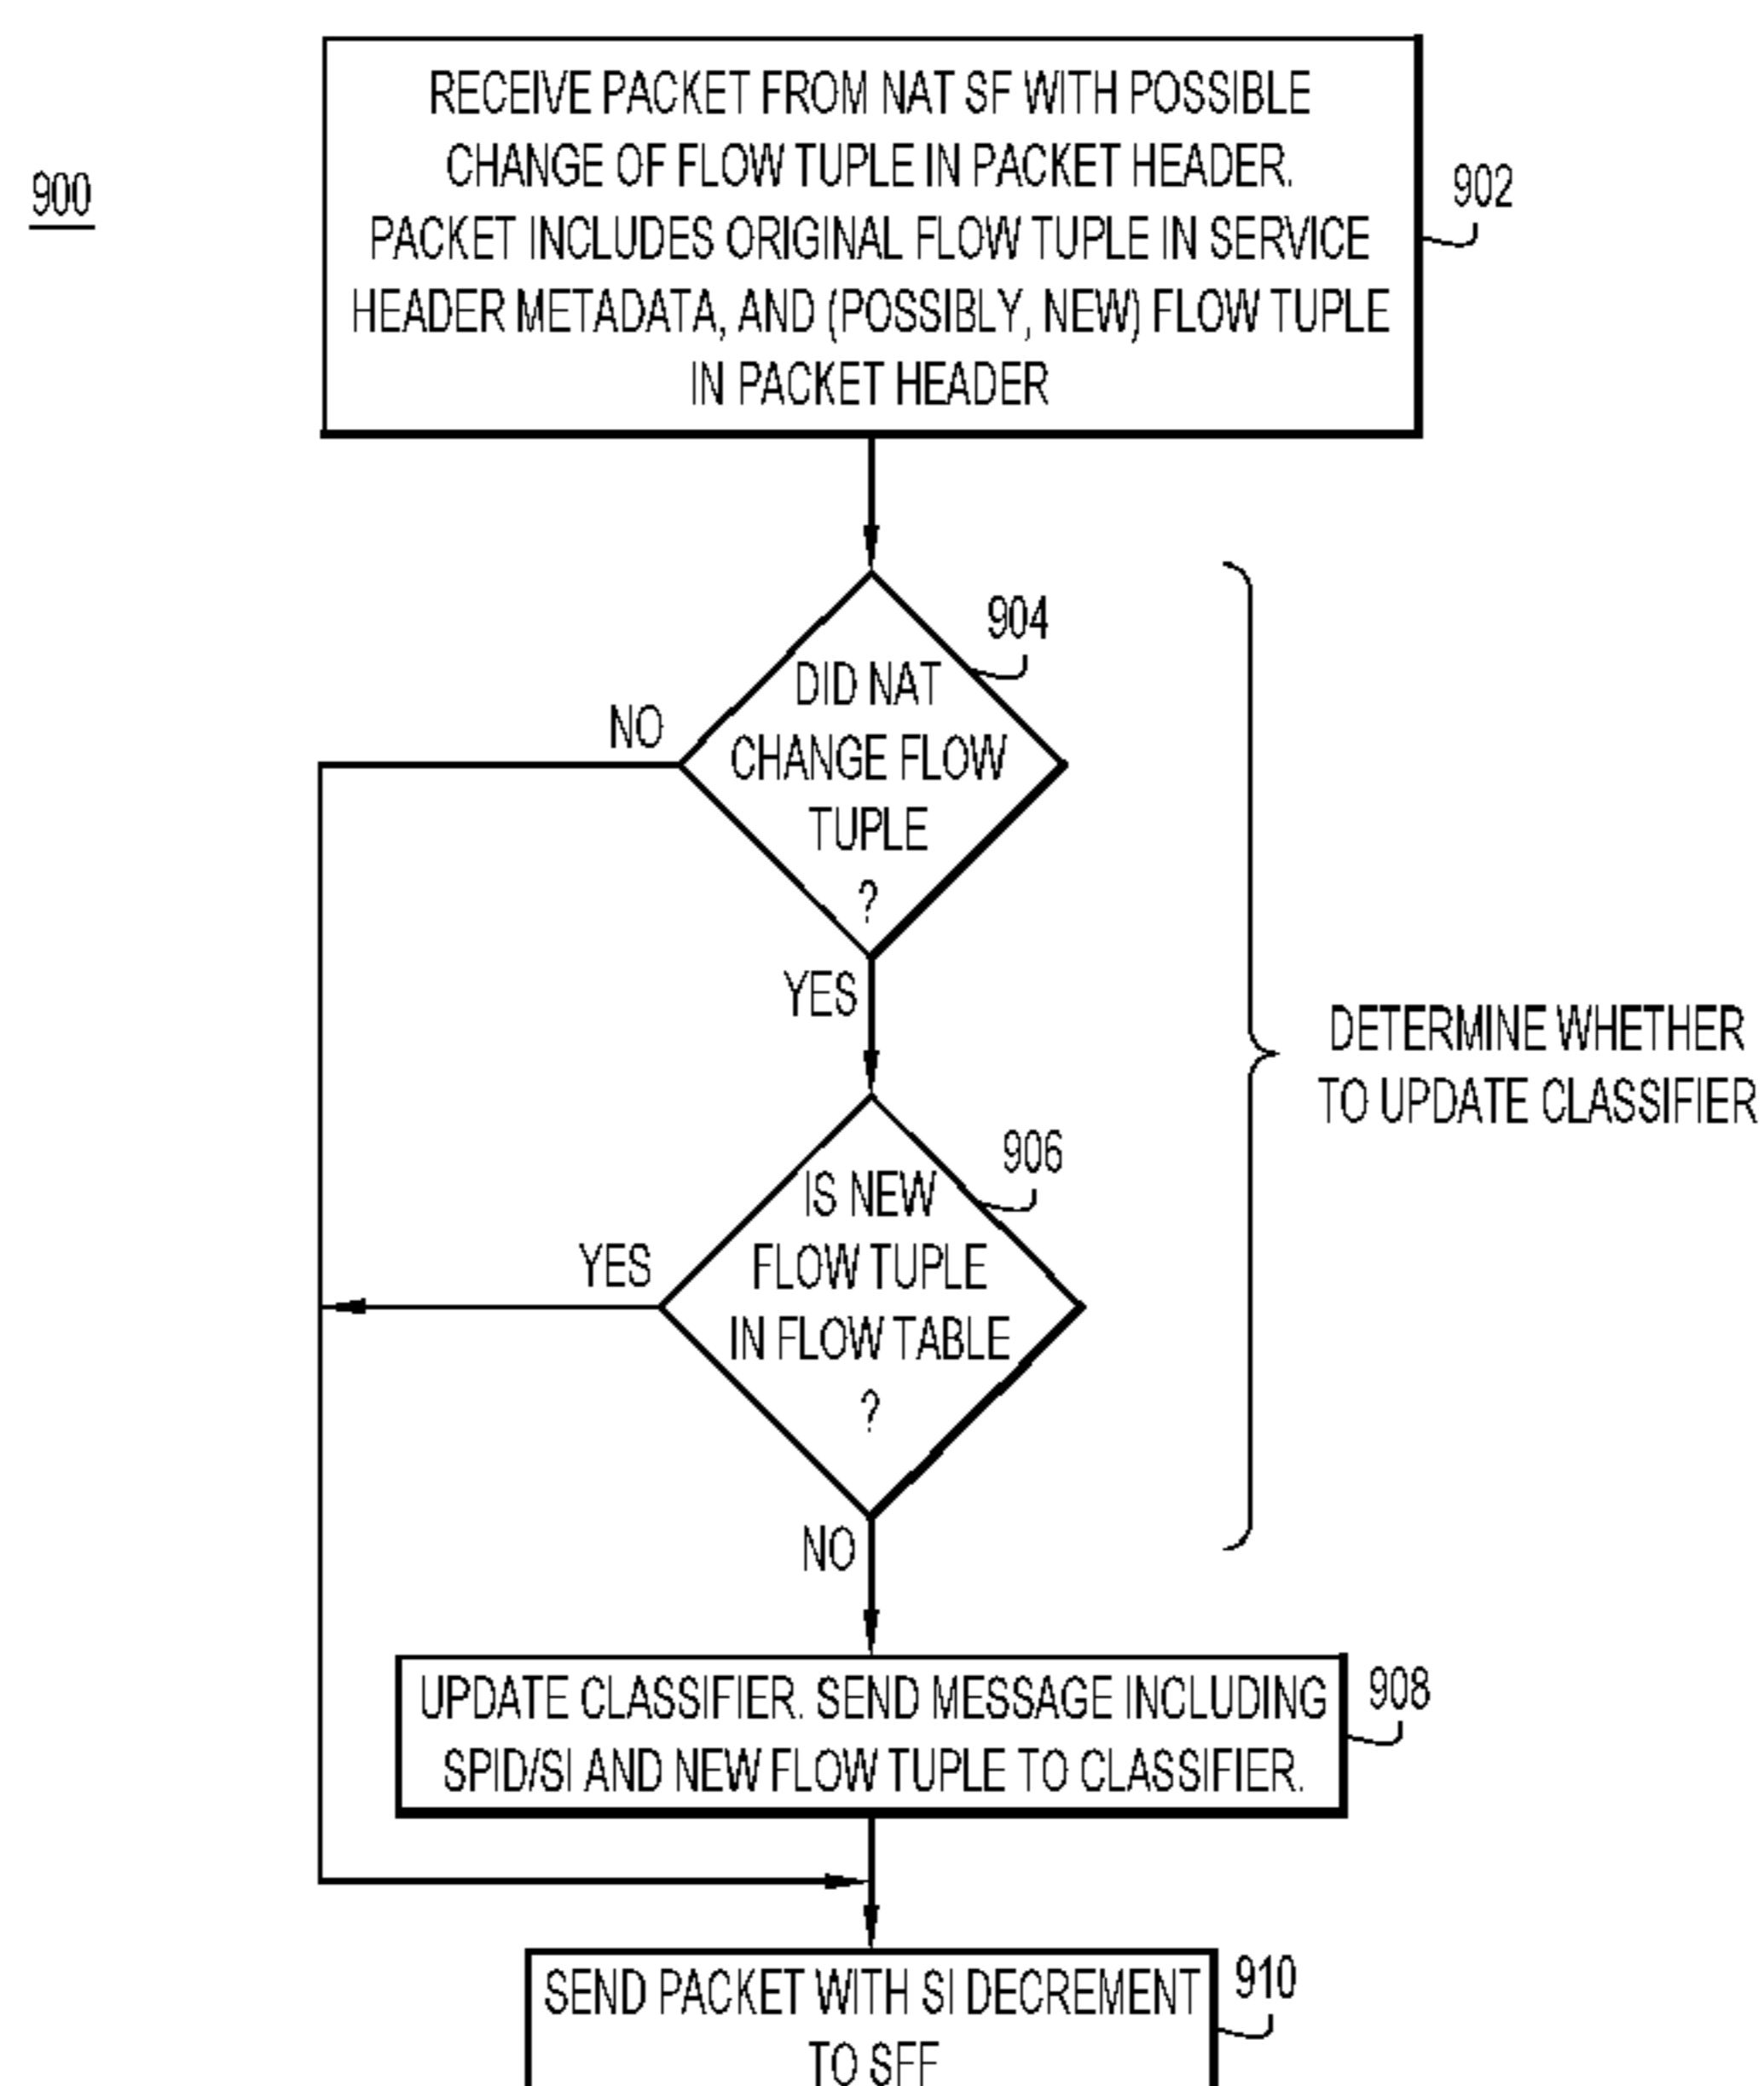 900
RECEIVE PACKET FROM NAT SF WITH POSSIBLE
CHANGE OF FLOW TUPLE IN PACKET HEADER.
PACKET INCLUDES ORIGINAL FLOW TUPLE IN SERVICE
HEADER METADATA, AND (POSSIBLY, NEW) FLOW TUPLE
IN PACKET HEADER
902
904
DID NAT
CHANGE FLOW
TUPLE
?
NO
YES
DETERMINE WHETHER
TO UPDATE CLASSIFIER
906
IS NEW
FLOW TUPLE
IN FLOW TABLE
?
YES
NO
UPDATE CLASSIFIER. SEND MESSAGE INCLUDING
SPID/SI AND NEW FLOW TUPLE TO CLASSIFIER.
908
SEND PACKET WITH SI DECREMENT
TO SFF
910